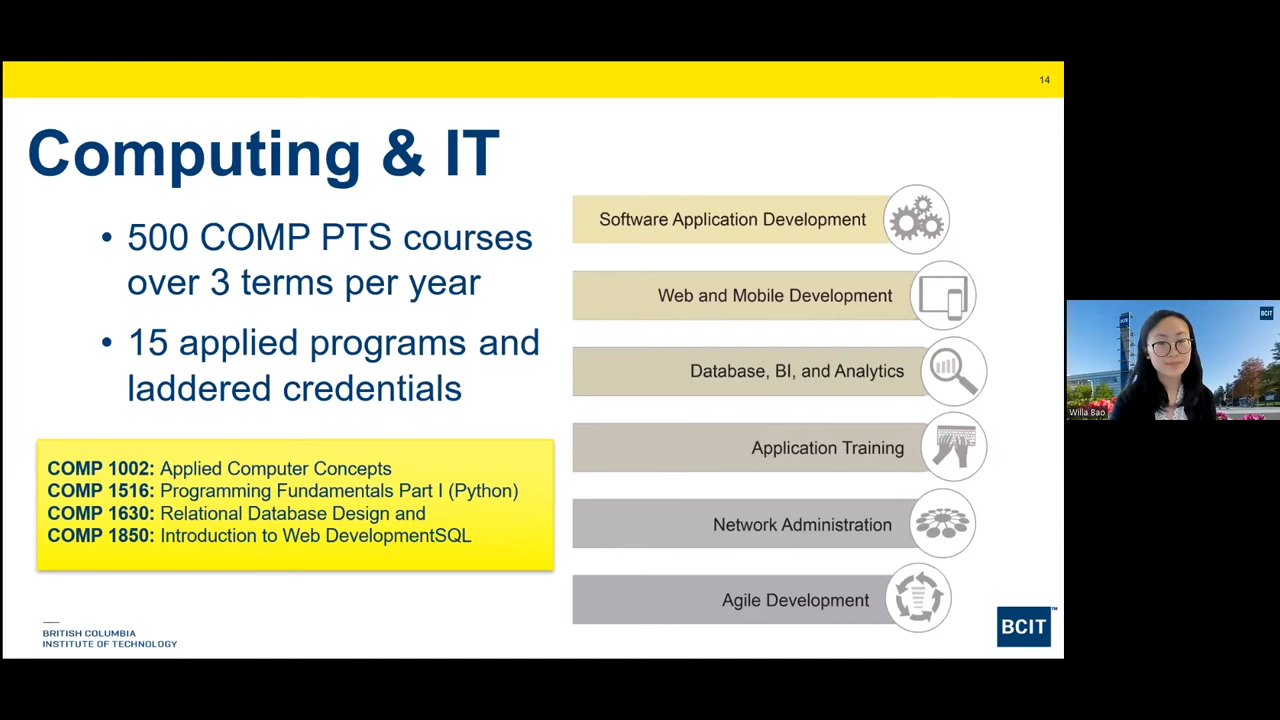 14
Computing & IT
• 500 COMP PTS courses
over 3 terms per year
• 15 applied programs and
laddered credentials
COMP 1002: Applied Computer Concepts
COMP 1516: Programming Fundamentals Part I (Python)
COMP 1630: Relational Database Design and
COMP 1850: Introduction to Web DevelopmentSQL
Software Application Development
Web and Mobile Development
Database, BI, and Analytics
Application Training
Network Administration
Agile Development
BRITISH COLUMBIA
INSTITUTE OF TECHNOLOGY
BCIT™
BCIT
Willa Bao